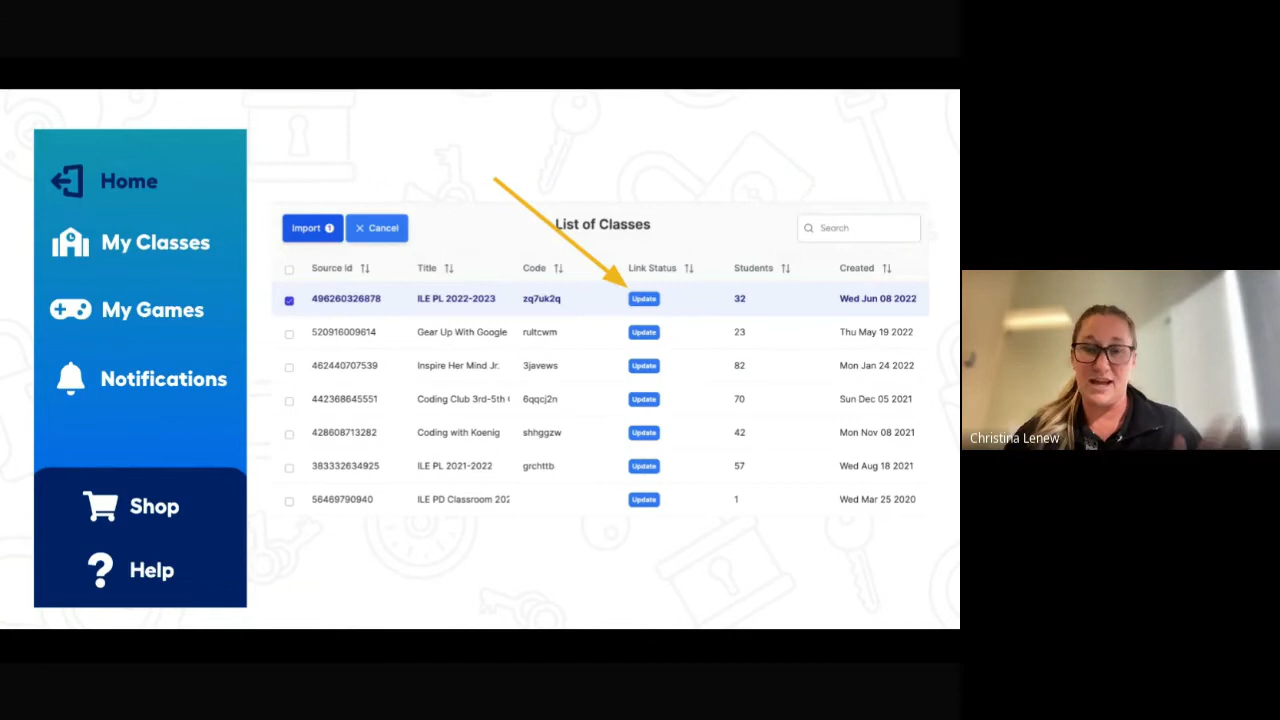 Home
My Classes
My Games
Notifications
Shop
Help
Import 1 Cancel List of Classes Search
Source Id Title Code Link Status Students Created
496260326878 ILE PL 2022-2023 zq7uk2q Update 32 Wed Jun 08 2022
520916009614 Gear Up With Google rultcwm Update 23 Thu May 19 2022
462440707539 Inspire Her Mind Jr. 3javews Update 82 Mon Jan 24 2022
442368645551 Coding Club 3rd-5th Update 70 Sun Dec 05 2021
6qqcj2n
428608713282 Coding with Koenig shhggzw Update 42 Mon Nov 08 2021
383332634925 ILE PL 2021-2022 grchttb Update 57 Wed Aug 18 2021
56469790940 ILE PD Classroom 202 Update 1 Wed Mar 25 2020
Christina Lenew